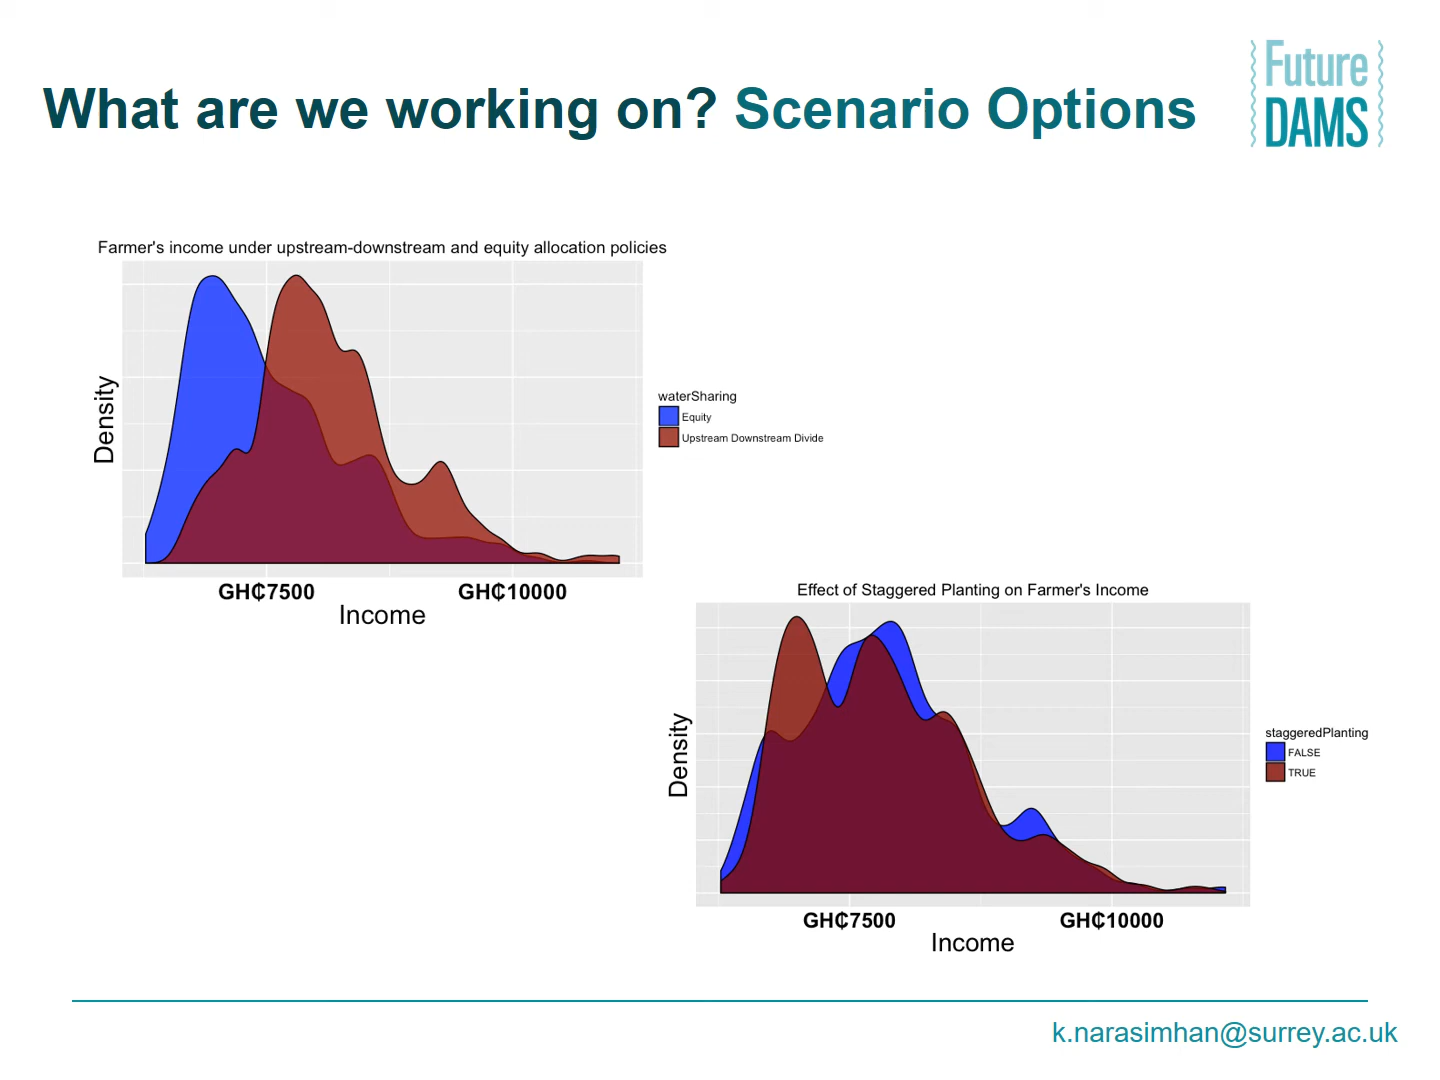 What are we working on? Scenario Options
Future
DAMS
Farmer's income under upstream-downstream and equity allocation policies
Density
waterSharing
Equity
Upstream Downstream Divide
GH₵7500 GH₵10000
Income
Effect of Staggered Planting on Farmer's Income
Density
staggeredPlanting
FALSE
TRUE
GH₵7500 GH₵10000
Income
k.narasimhan@surrey.ac.uk